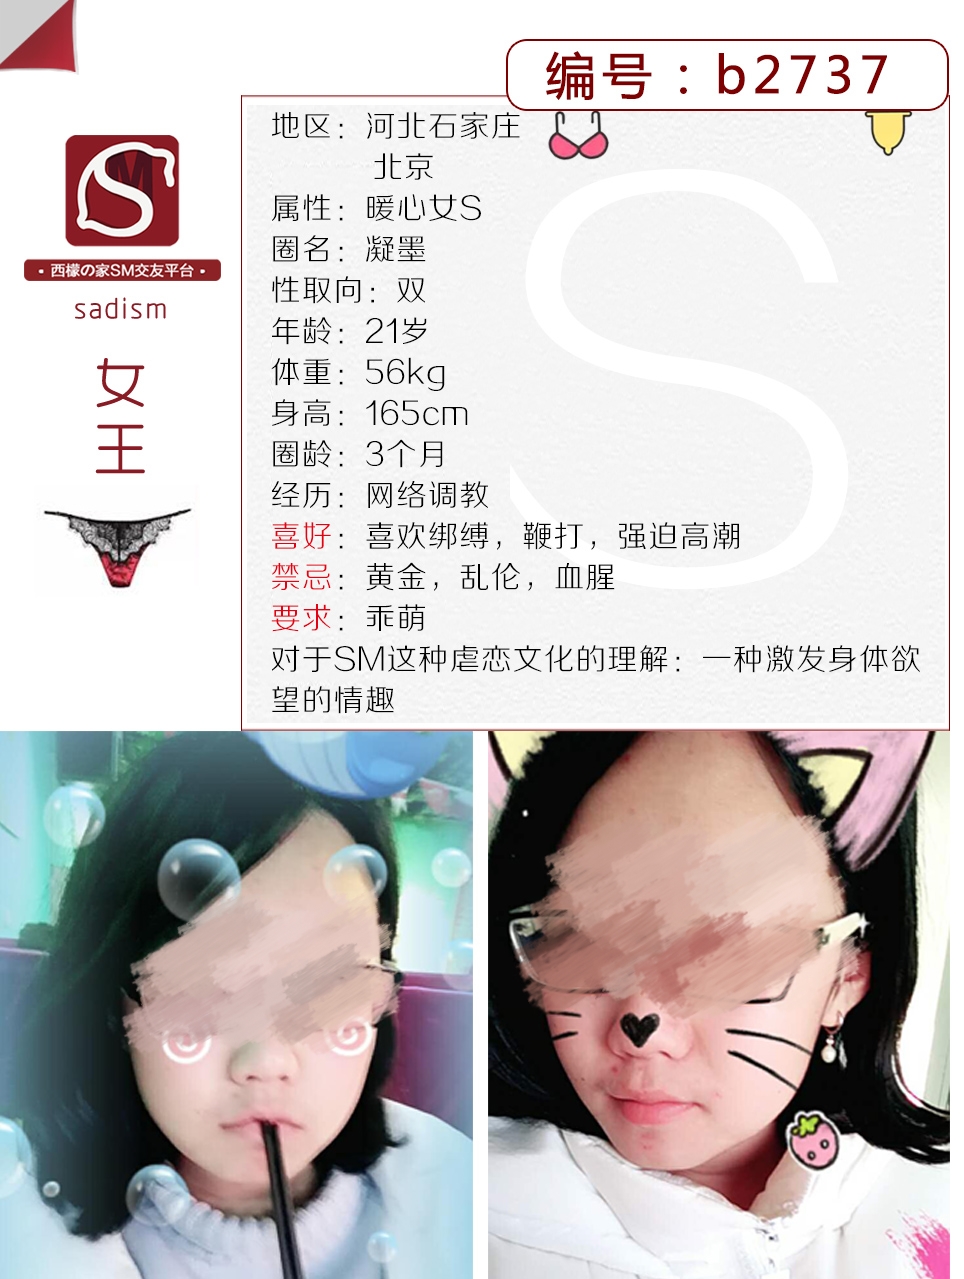 编号：b2737
地区：河北石家庄
北京
属性：暖心女S
圈名：凝墨
性取向：双
年龄：21岁
体重：56kg
身高：165cm
圈龄：3个月
经历：网络调教
喜好：喜欢绑缚，鞭打，强迫高潮
禁忌：黄金，乱伦，血腥
要求：乖萌
对于SM这种虐恋文化的理解：一种激发身体欲
望的情趣
SM
·西檬の家SM交友平台·
sadism
女
王
S